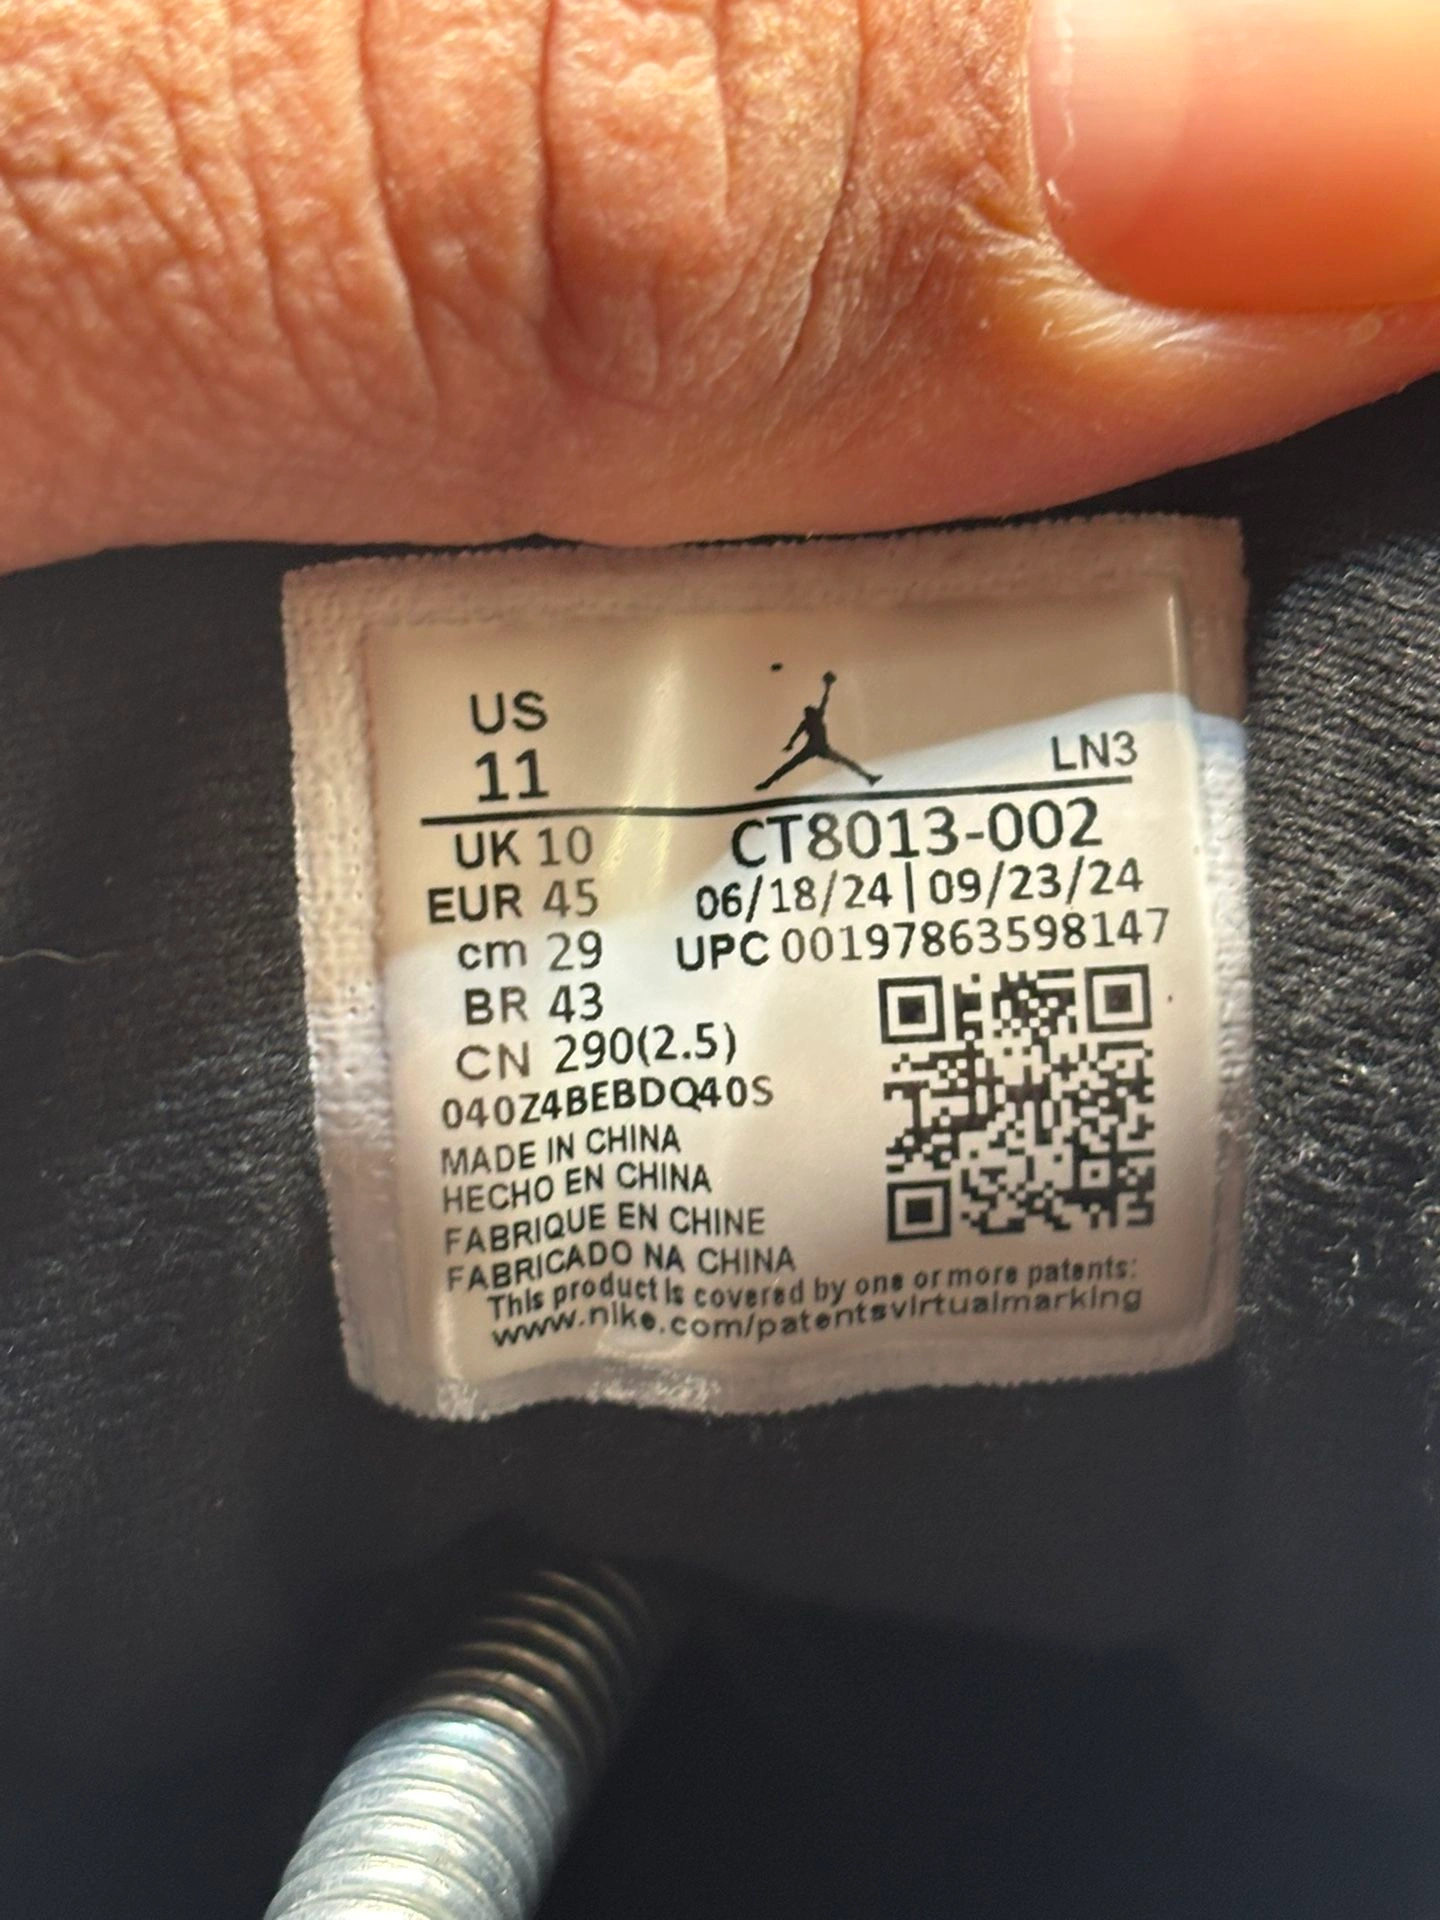 US
11
LN3
UK 10
CT8013-002
EUR 45
06/18/24 | 09/23/24
cm 29
UPC 00197863598147
BR 43
CN 290(2.5)
040Z4BEBDQ40S
MADE IN CHINA
HECHO EN CHINA
FABRIQUE EN CHINE
FABRICADO NA CHINA
This product is covered by one or more patents:
www.nike.com/patentsvirtualmarking